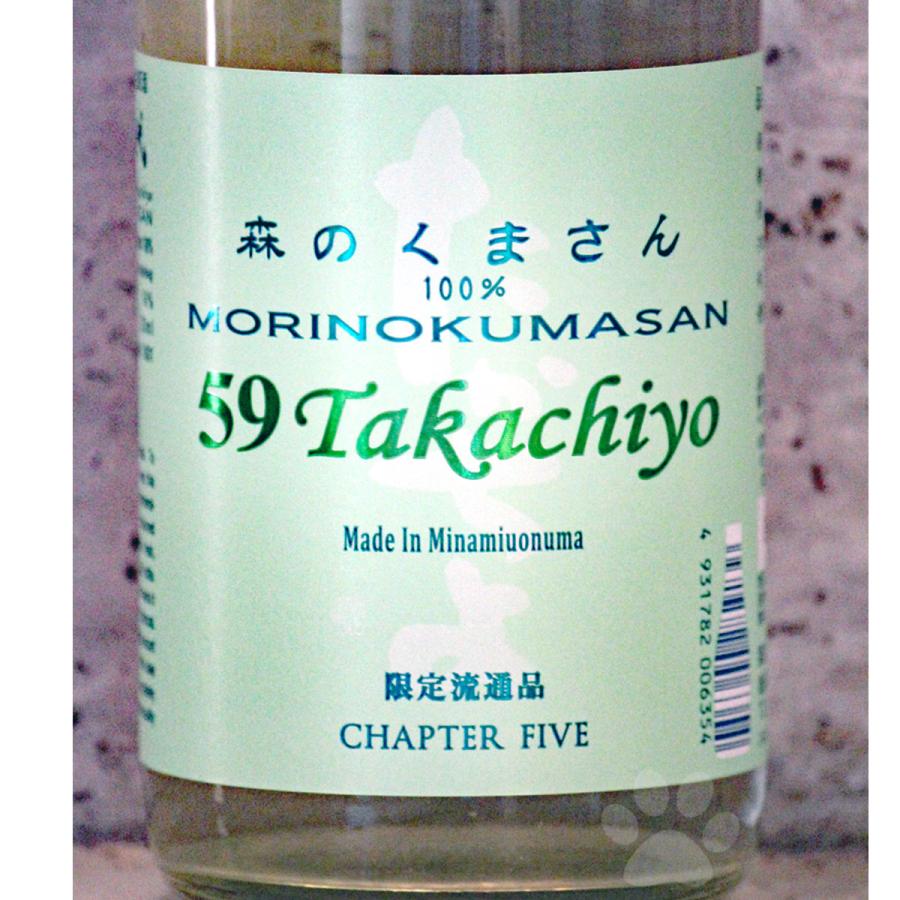 森のくまさん
100%
MORINOKUMASAN
59 Takachiyo
Made In Minamiuonuma
限定流通品
CHAPTER FIVE
4 931782 006354